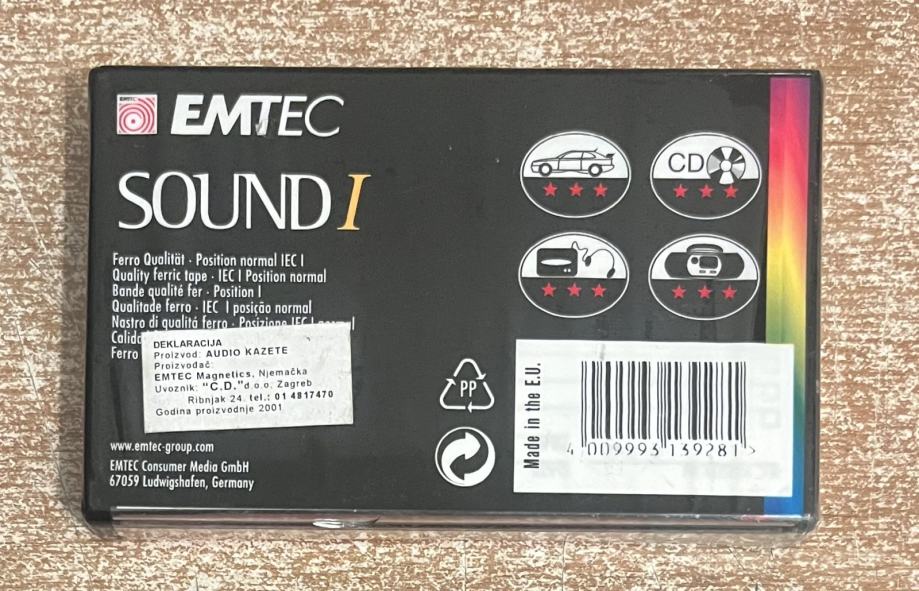 EMTEC
SOUND I
Ferro Qualität · Position normal IEC I
Quality ferric tape · IEC I Position normal
Bande qualité fer · Position I
Qualitade ferro · IEC I posição normal
Nastro di qualitá ferro · Posizione IEC I
Calida
Ferro
DEKLARACIJA
Proizvod: AUDIO KAZETE
Proizvođač:
EMTEC Magnetics, Njemačka
Uvoznik: "C.D."d.o.o. Zagreb
Ribnjak 24. tel.: 01 4817470
Godina proizvodnje 2001
www.emtec-group.com
EMTEC Consumer Media GmbH
67059 Ludwigshafen, Germany
CD
PP
Made in the E.U.
4 009993 139281 >